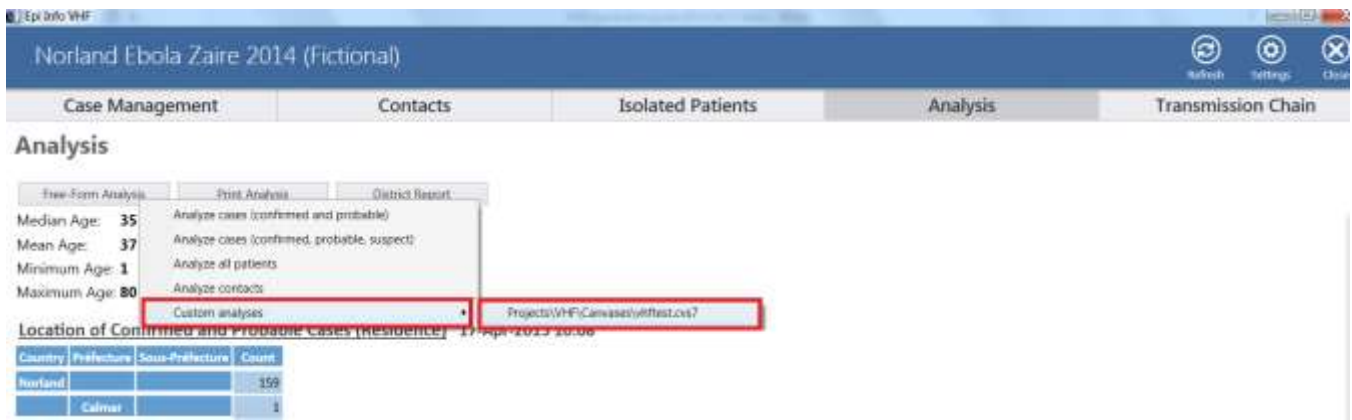 Epi Info VHF
Norland Ebola Zaire 2014 (Fictional)
Refresh Settings Close
Case Management Contacts Isolated Patients Analysis Transmission Chain
Analysis
Free-Form Analysis Print Analysis District Report
Median Age: 35
Mean Age: 37
Minimum Age: 1
Maximum Age: 80
Analyze cases (confirmed and probable)
Analyze cases (confirmed, probable, suspect)
Analyze all patients
Analyze contacts
Custom analyses
Projects\VHF\Canvases\vhftest.cvs7
Location of Confirmed and Probable Cases (Residence) 17-Apr-2015 10:08
Country Préfecture Sous-Préfecture Count
Norland 159
Calmar 1